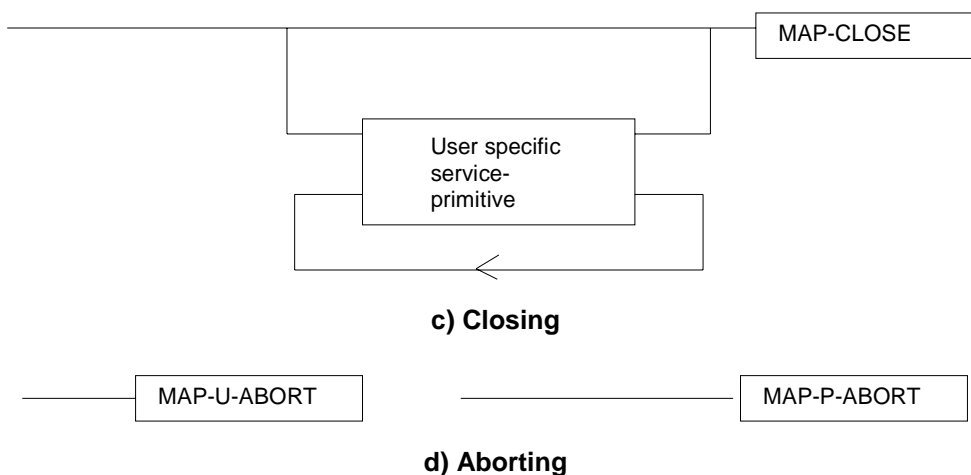 MAP-CLOSE
User specific
service-
primitive
c) Closing
MAP-U-ABORT
MAP-P-ABORT
d) Aborting